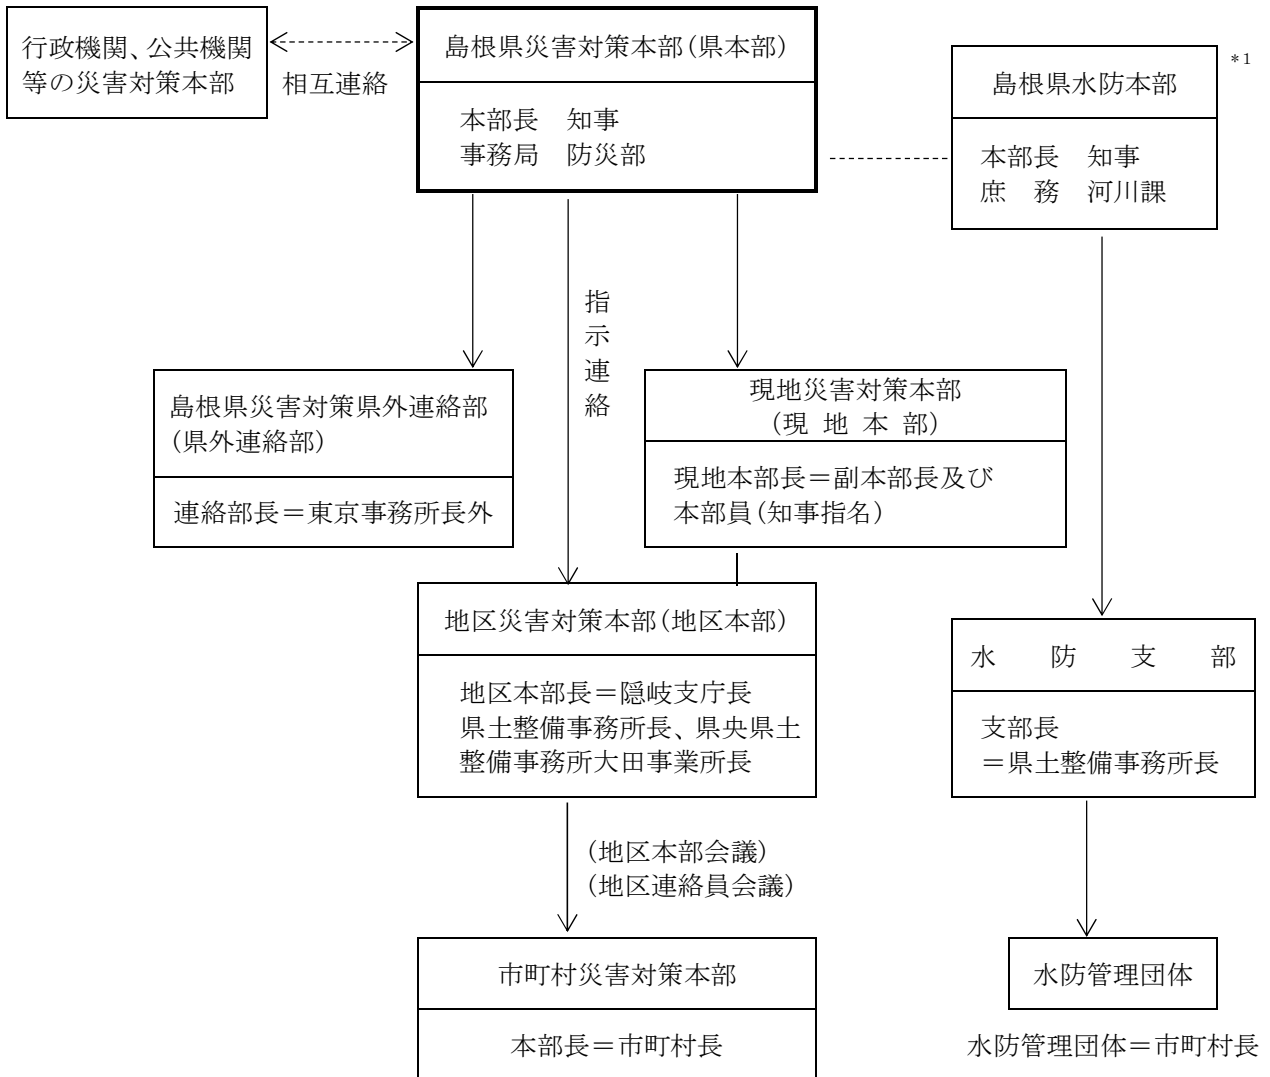 行政機関、公共機関
等の災害対策本部
相互連絡
島根県災害対策本部(県本部)
本部長　知事
事務局　防災部
島根県水防本部
*1
本部長　知事
庶　務　河川課
指示連絡
島根県災害対策県外連絡部
(県外連絡部)
連絡部長＝東京事務所長外
現地災害対策本部
(現 地 本 部)
現地本部長＝副本部長及び
本部員(知事指名)
地区災害対策本部(地区本部)
地区本部長＝隠岐支庁長
県土整備事務所長、県央県土
整備事務所大田事業所長
水　防　支　部
支部長
＝県土整備事務所長
(地区本部会議)
(地区連絡員会議)
市町村災害対策本部
本部長＝市町村長
水防管理団体
水防管理団体＝市町村長